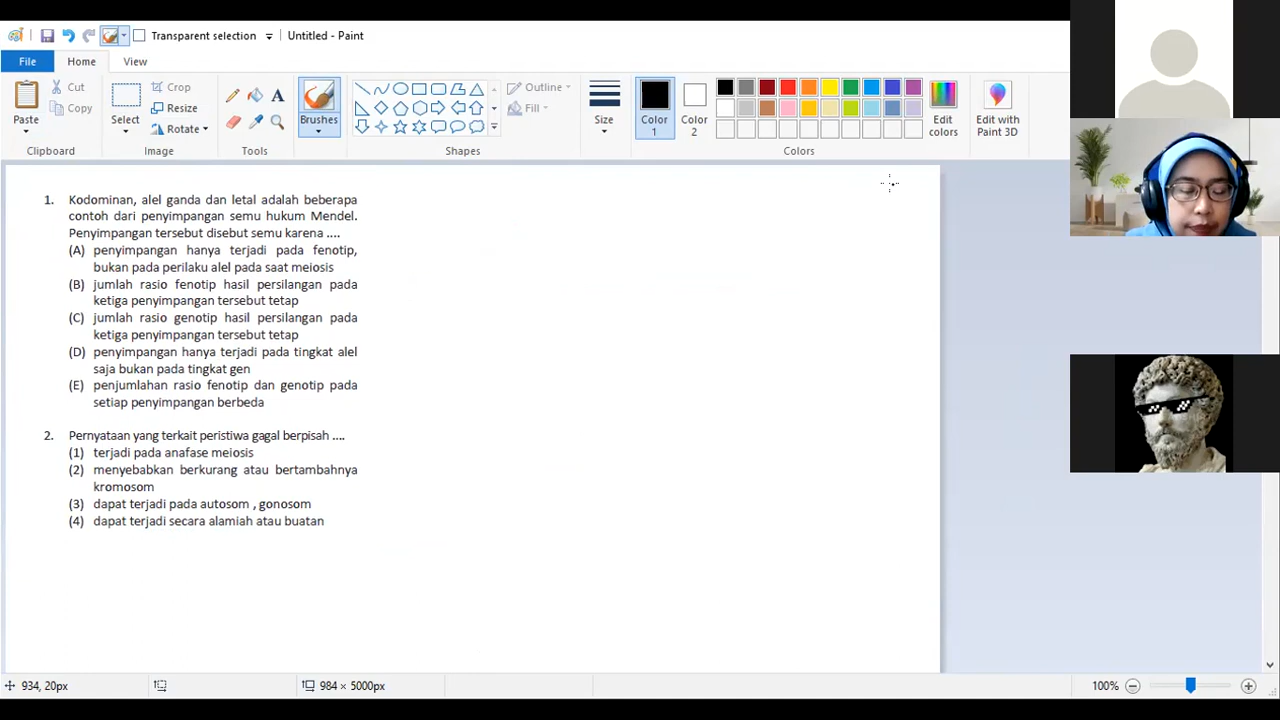 Transparent selection
Untitled - Paint
File
Home
View
Paste
Cut
Copy
Clipboard
Select
Crop
Resize
Rotate
Image
A
Tools
Brushes
Outline
Fill
Shapes
Size
Color
1
Color
2
Edit
colors
Colors
Edit with
Paint 3D
1. Kodominan, alel ganda dan letal adalah beberapa
contoh dari penyimpangan semu hukum Mendel.
Penyimpangan tersebut disebut semu karena ....
(A) penyimpangan hanya terjadi pada fenotip,
bukan pada perilaku alel pada saat meiosis
(B) jumlah rasio fenotip hasil persilangan pada
ketiga penyimpangan tersebut tetap
(C) jumlah rasio genotip hasil persilangan pada
ketiga penyimpangan tersebut tetap
(D) penyimpangan hanya terjadi pada tingkat alel
saja bukan pada tingkat gen
(E) penjumlahan rasio fenotip dan genotip pada
setiap penyimpangan berbeda
2. Pernyataan yang terkait peristiwa gagal berpisah ....
(1) terjadi pada anafase meiosis
(2) menyebabkan berkurang atau bertambahnya
kromosom
(3) dapat terjadi pada autosom , gonosom
(4) dapat terjadi secara alamiah atau buatan
934, 20px
984 × 5000px
100%